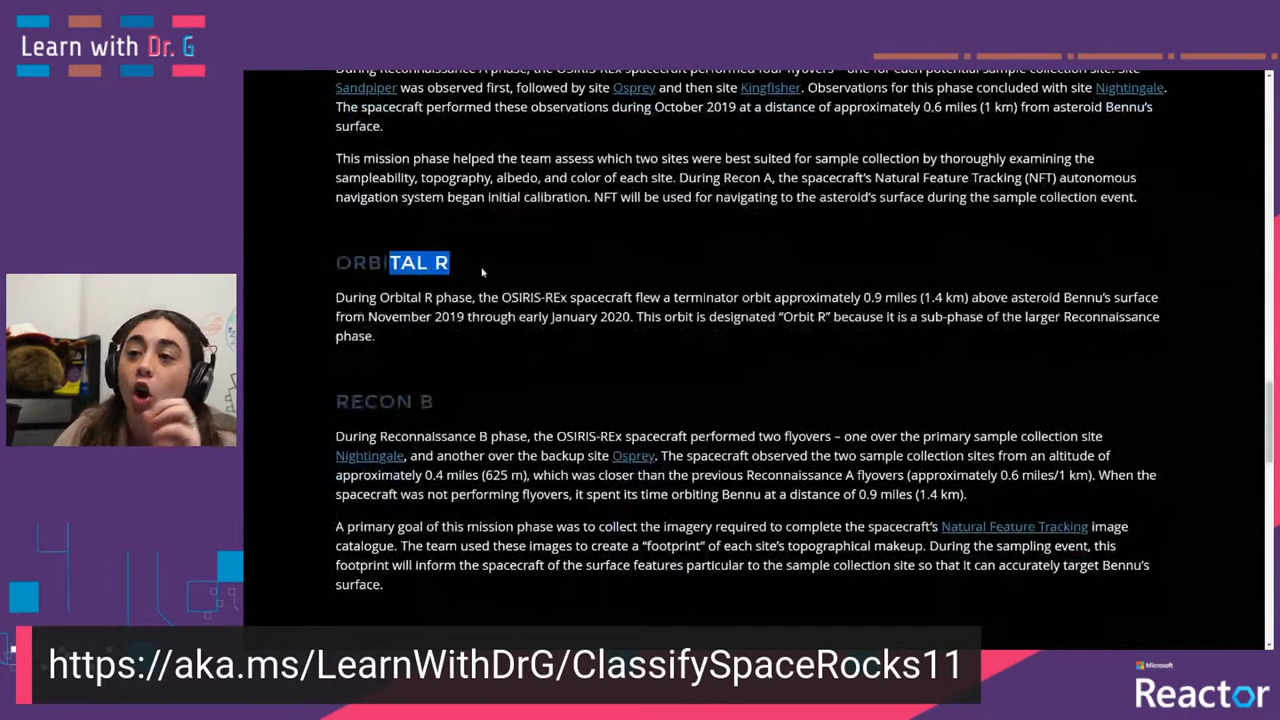 Learn with Dr. G
During Reconnaissance A phase, the OSIRIS-REx spacecraft performed four flyovers – one for each potential sample collection site. Site
Sandpiper was observed first, followed by site Osprey and then site Kingfisher. Observations for this phase concluded with site Nightingale.
The spacecraft performed these observations during October 2019 at a distance of approximately 0.6 miles (1 km) from asteroid Bennu's
surface.
This mission phase helped the team assess which two sites were best suited for sample collection by thoroughly examining the
sampleability, topography, albedo, and color of each site. During Recon A, the spacecraft's Natural Feature Tracking (NFT) autonomous
navigation system began initial calibration. NFT will be used for navigating to the asteroid's surface during the sample collection event.
ORBITAL R
During Orbital R phase, the OSIRIS-REx spacecraft flew a terminator orbit approximately 0.9 miles (1.4 km) above asteroid Bennu's surface
from November 2019 through early January 2020. This orbit is designated “Orbit R” because it is a sub-phase of the larger Reconnaissance
phase.
RECON B
During Reconnaissance B phase, the OSIRIS-REx spacecraft performed two flyovers – one over the primary sample collection site
Nightingale, and another over the backup site Osprey. The spacecraft observed the two sample collection sites from an altitude of
approximately 0.4 miles (625 m), which was closer than the previous Reconnaissance A flyovers (approximately 0.6 miles/1 km). When the
spacecraft was not performing flyovers, it spent its time orbiting Bennu at a distance of 0.9 miles (1.4 km).
A primary goal of this mission phase was to collect the imagery required to complete the spacecraft's Natural Feature Tracking image
catalogue. The team used these images to create a “footprint” of each site's topographical makeup. During the sampling event, this
footprint will inform the spacecraft of the surface features particular to the sample collection site so that it can accurately target Bennu's
surface.
https://aka.ms/LearnWithDrG/ClassifySpaceRocks11
Microsoft
Reactor